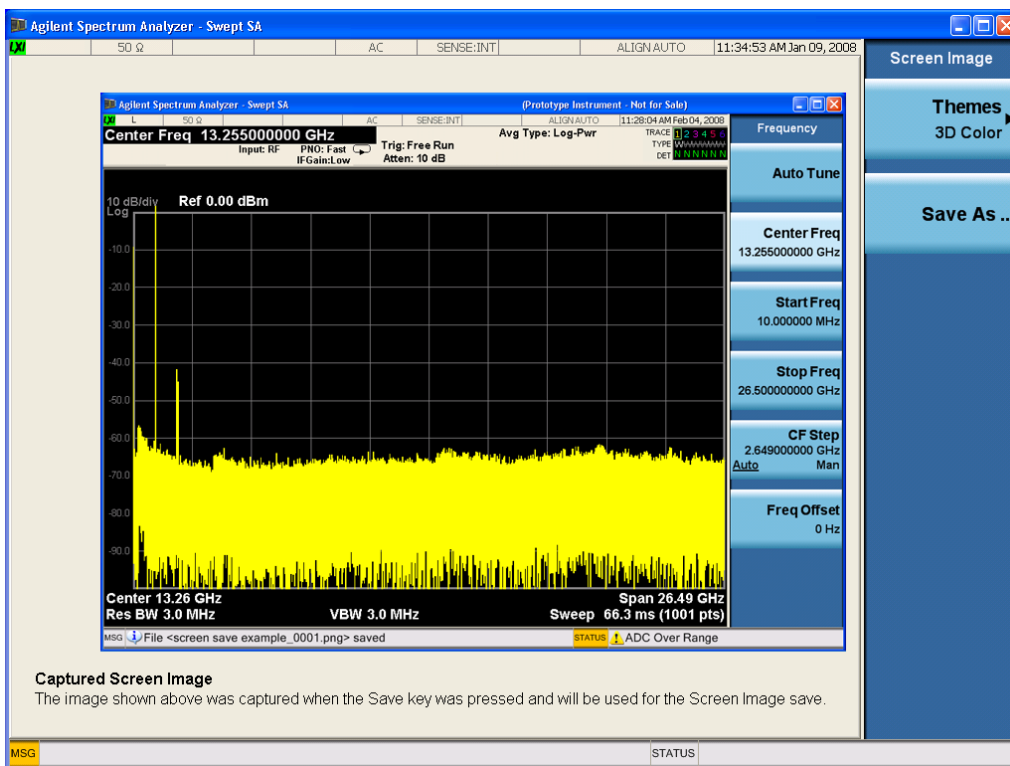 Agilent Spectrum Analyzer - Swept SA
LXI 50 Ω AC SENSE:INT ALIGN AUTO 11:34:53 AM Jan 09, 2008
Screen Image
Themes
3D Color
Save As ..
Agilent Spectrum Analyzer - Swept SA (Prototype Instrument - Not for Sale)
LXI L 50 Ω AC SENSE:INT ALIGN AUTO 11:28:04 AM Feb 04, 2008
Center Freq 13.255000000 GHz
Input: RF
PNO: Fast
IFGain:Low
Trig: Free Run
Atten: 10 dB
Avg Type: Log-Pwr
TRACE 1 2 3 4 5 6
TYPE WWWWWW
DET N N N N N N
10 dB/div
Log
Ref 0.00 dBm
-10.0
-20.0
-30.0
-40.0
-50.0
-60.0
-70.0
-80.0
-90.0
Center 13.26 GHz
Span 26.49 GHz
Res BW 3.0 MHz
VBW 3.0 MHz
Sweep 66.3 ms (1001 pts)
MSG File <screen save example_0001.png> saved
STATUS ADC Over Range
Frequency
Auto Tune
Center Freq
13.255000000 GHz
Start Freq
10.000000 MHz
Stop Freq
26.500000000 GHz
CF Step
2.649000000 GHz
Auto Man
Freq Offset
0 Hz
Captured Screen Image
The image shown above was captured when the Save key was pressed and will be used for the Screen Image save.
MSG
STATUS